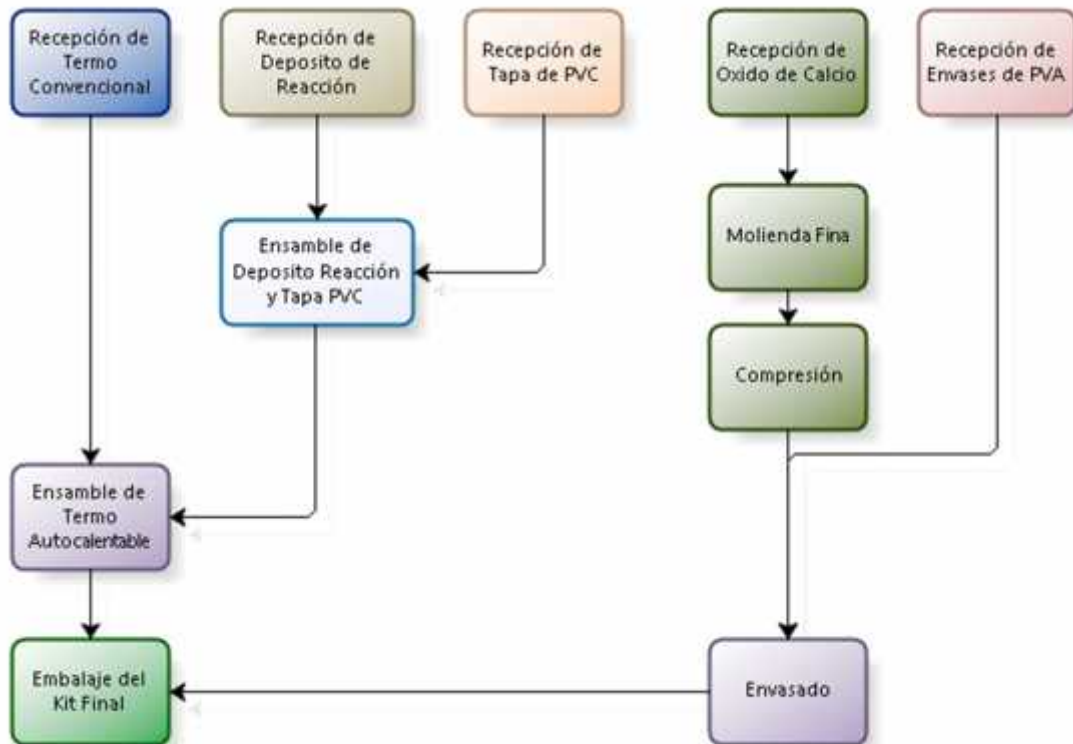 Recepción de
Termo
Convencional
Recepción de
Deposito de
Reacción
Recepción de
Tapa de PVC
Recepción de
Oxido de Calcio
Recepción de
Envases de PVA
Ensamble de
Deposito Reacción
y Tapa PVC
Molienda Fina
Compresión
Ensamble de
Termo
Autocalentable
Embalaje del
Kit Final
Envasado